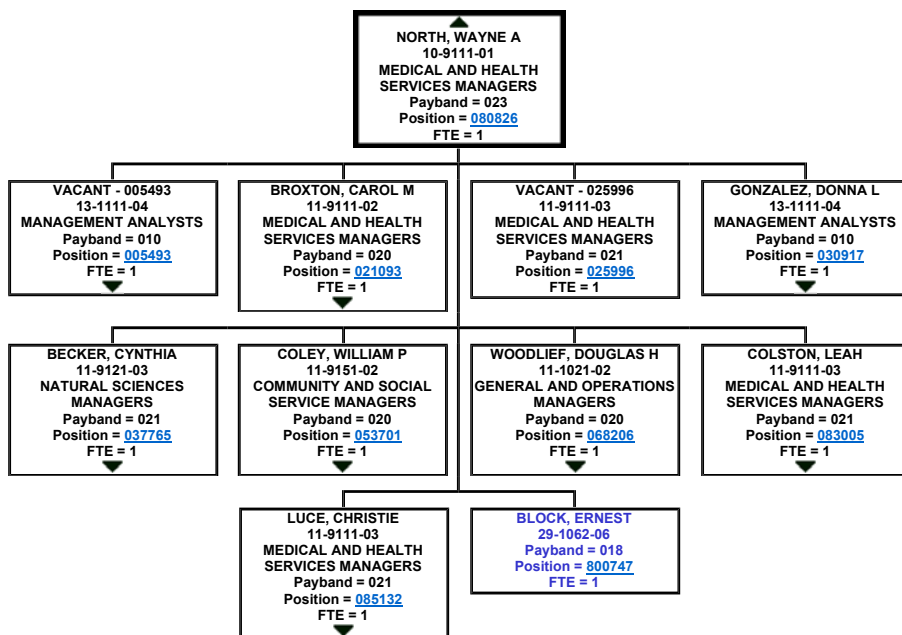 NORTH, WAYNE A
10-9111-01
MEDICAL AND HEALTH
SERVICES MANAGERS
Payband = 023
Position = 080826
FTE = 1
VACANT - 005493
13-1111-04
MANAGEMENT ANALYSTS
Payband = 010
Position = 005493
FTE = 1
BROXTON, CAROL M
11-9111-02
MEDICAL AND HEALTH
SERVICES MANAGERS
Payband = 020
Position = 021093
FTE = 1
VACANT - 025996
11-9111-03
MEDICAL AND HEALTH
SERVICES MANAGERS
Payband = 021
Position = 025996
FTE = 1
GONZALEZ, DONNA L
13-1111-04
MANAGEMENT ANALYSTS
Payband = 010
Position = 030917
FTE = 1
BECKER, CYNTHIA
11-9121-03
NATURAL SCIENCES
MANAGERS
Payband = 021
Position = 037765
FTE = 1
COLEY, WILLIAM P
11-9151-02
COMMUNITY AND SOCIAL
SERVICE MANAGERS
Payband = 020
Position = 053701
FTE = 1
WOODLIEF, DOUGLAS H
11-1021-02
GENERAL AND OPERATIONS
MANAGERS
Payband = 020
Position = 068206
FTE = 1
COLSTON, LEAH
11-9111-03
MEDICAL AND HEALTH
SERVICES MANAGERS
Payband = 021
Position = 083005
FTE = 1
LUCE, CHRISTIE
11-9111-03
MEDICAL AND HEALTH
SERVICES MANAGERS
Payband = 021
Position = 085132
FTE = 1
BLOCK, ERNEST
29-1062-06
Payband = 018
Position = 800747
FTE = 1